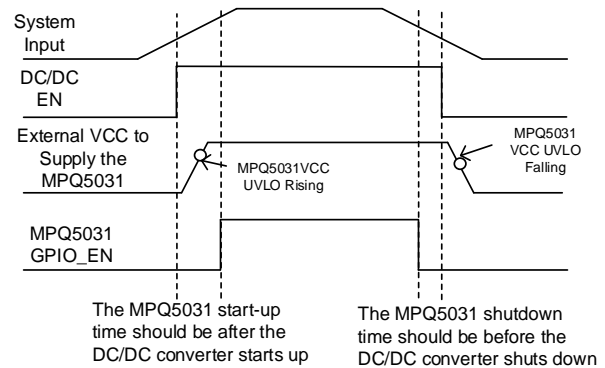 System
Input
DC/DC
EN
External VCC to
Supply the
MPQ5031
MPQ5031VCC
UVLO Rising
MPQ5031
VCC UVLO
Falling
MPQ5031
GPIO_EN
The MPQ5031 start-up
time should be after the
DC/DC converter starts up
The MPQ5031 shutdown
time should be before the
DC/DC converter shuts down